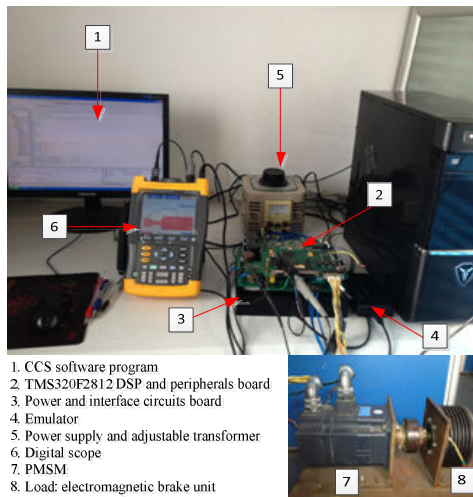 1
5
2
6
3
4
1. CCS software program
2. TMS320F2812 DSP and peripherals board
3. Power and interface circuits board
4. Emulator
5. Power supply and adjustable transformer
6. Digital scope
7. PMSM
8. Load: electromagnetic brake unit
7
8